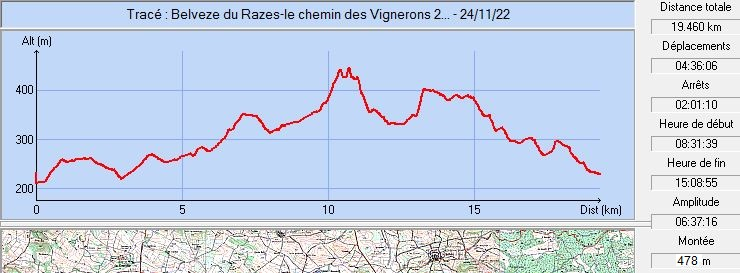 Tracé : Belveze du Razes-le chemin des Vignerons 2... - 24/11/22
Alt (m)
400
300
200
0
5
10
15
Dist (km)
Distance totale
19.460 km
Déplacements
04:36:06
Arrêts
02:01:10
Heure de début
08:31:39
Heure de fin
15:08:55
Amplitude
06:37:16
Montée
478 m